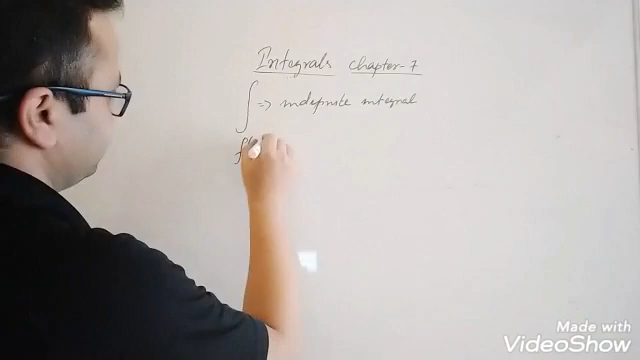 Integrals chapter-7
∫ => indefinite integral
f'
Made with
VideoShow